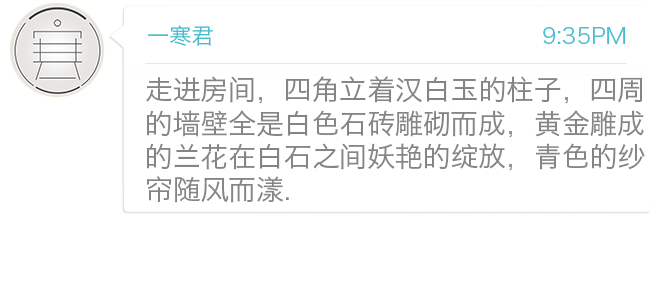 一寒君
9:35PM
走进房间，四角立着汉白玉的柱子，四周
的墙壁全是白色石砖雕砌而成，黄金雕成
的兰花在白石之间妖艳的绽放，青色的纱
帘随风而漾.